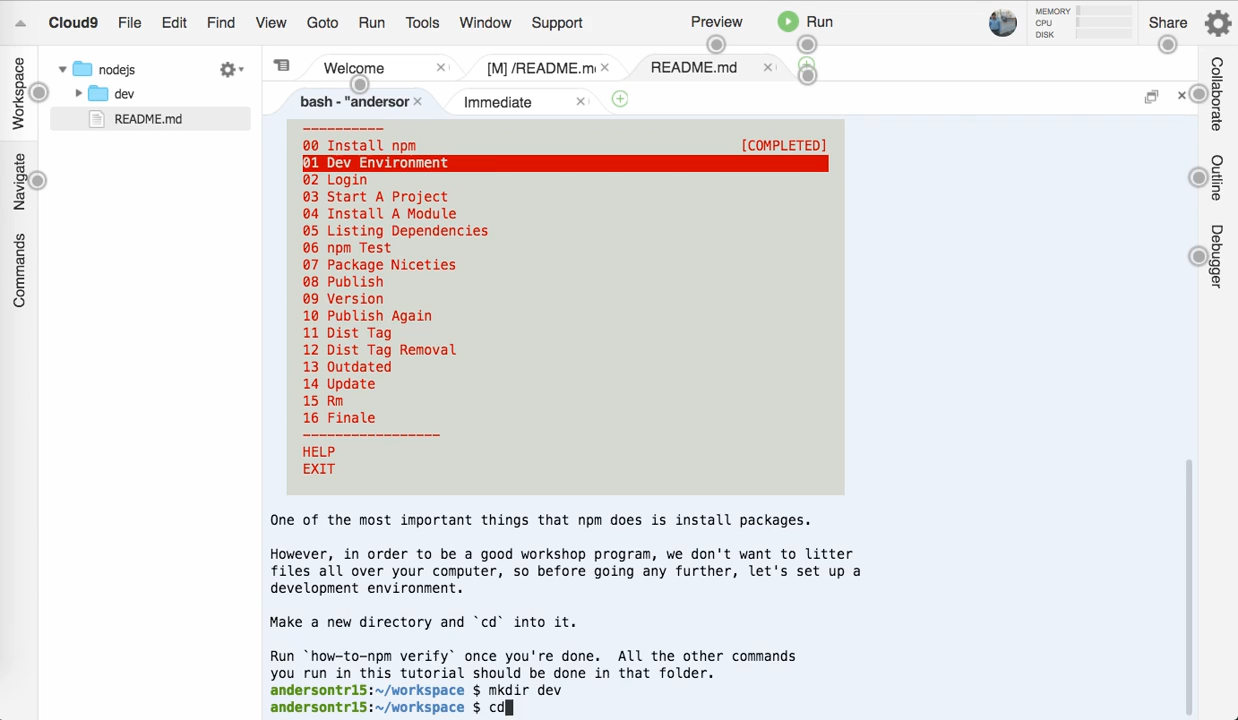 Cloud9 File Edit Find View Goto Run Tools Window Support Preview Run MEMORY CPU DISK Share
Workspace
Navigate
Commands
nodejs
dev
README.md
Welcome [M] /README.m README.md
bash - "andersor Immediate
00 Install npm [COMPLETED]
01 Dev Environment
02 Login
03 Start A Project
04 Install A Module
05 Listing Dependencies
06 npm Test
07 Package Niceties
08 Publish
09 Version
10 Publish Again
11 Dist Tag
12 Dist Tag Removal
13 Outdated
14 Update
15 Rm
16 Finale
HELP
EXIT
One of the most important things that npm does is install packages.
However, in order to be a good workshop program, we don't want to litter
files all over your computer, so before going any further, let's set up a
development environment.
Make a new directory and `cd` into it.
Run `how-to-npm verify` once you're done.  All the other commands
you run in this tutorial should be done in that folder.
andersontr15:~/workspace $ mkdir dev
andersontr15:~/workspace $ cd
Collaborate
Outline
Debugger